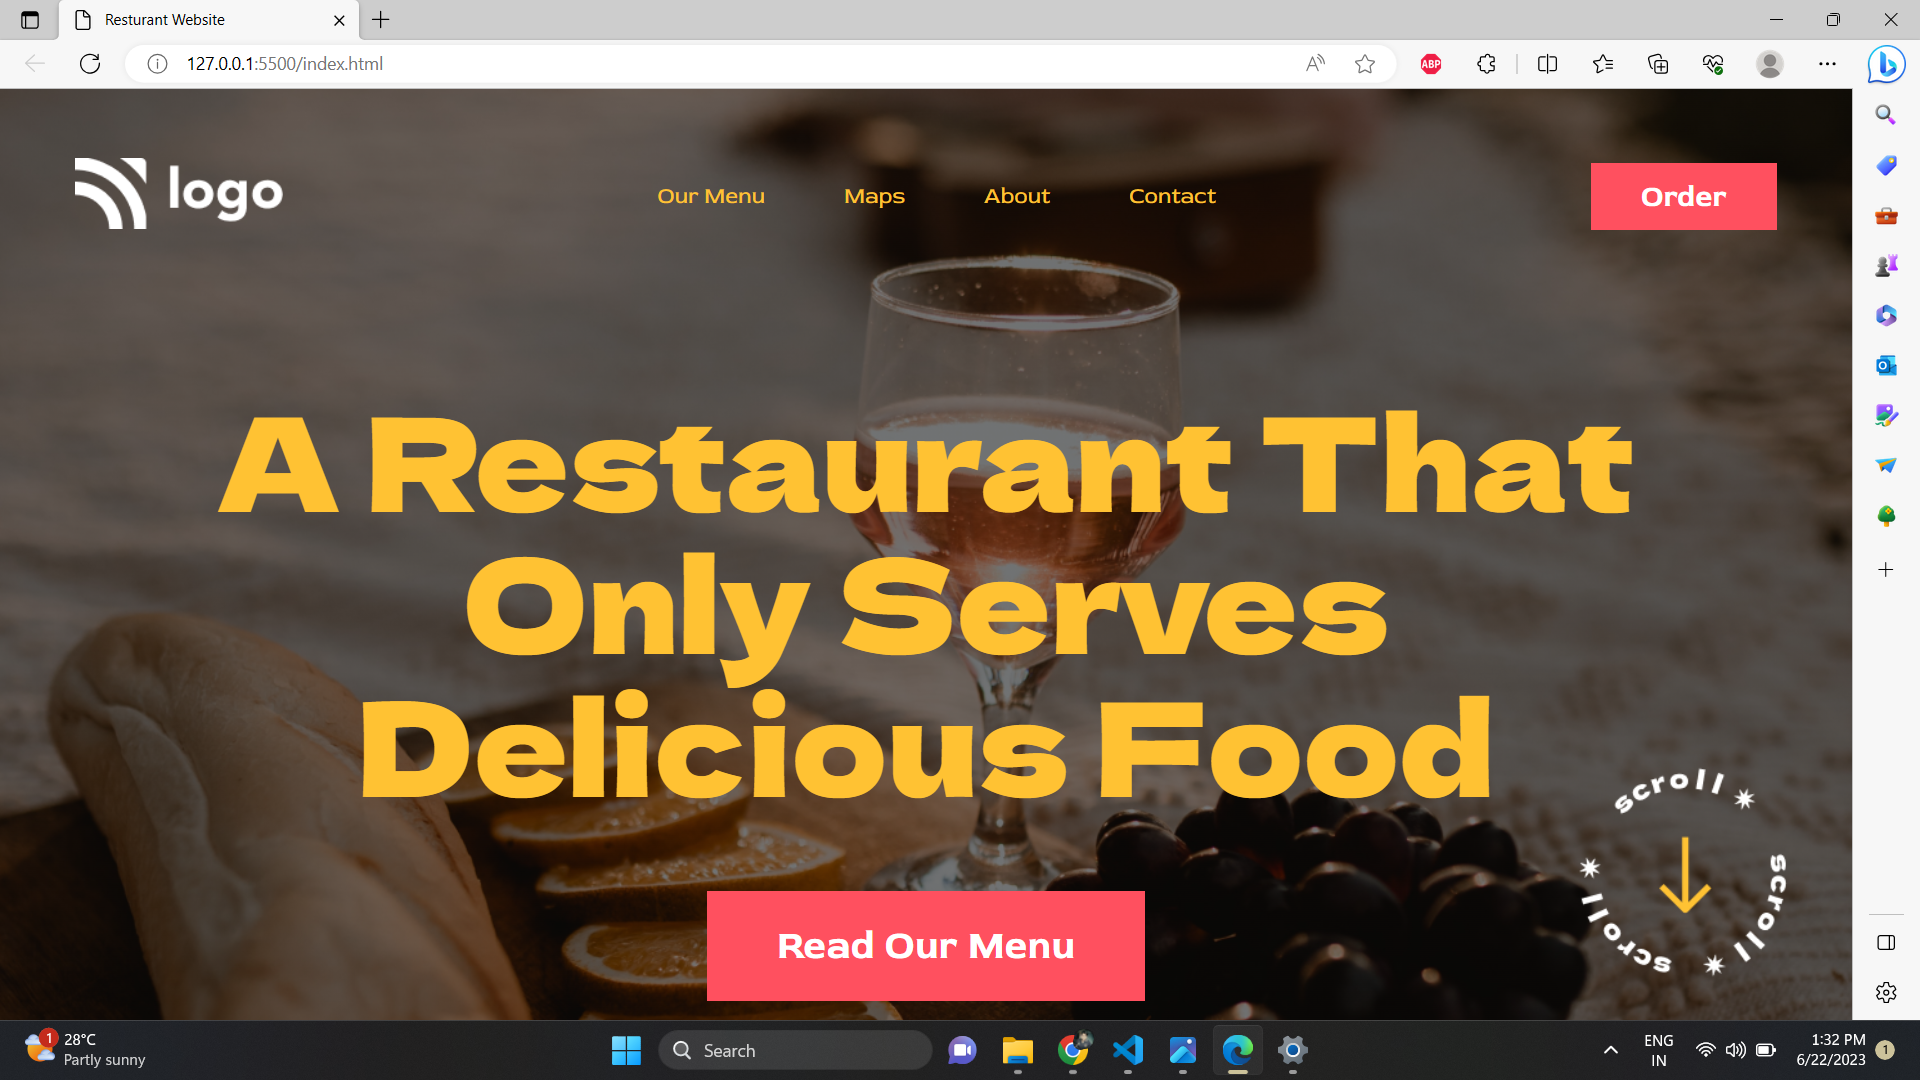 Resturant Website
127.0.0.1:5500/index.html
ABP
logo
Our Menu
Maps
About
Contact
Order
A Restaurant That
Only Serves
Delicious Food
Read Our Menu
scroll
scroll
scroll
1
28°C
Partly sunny
Search
ENG
IN
1:32 PM
6/22/2023
1